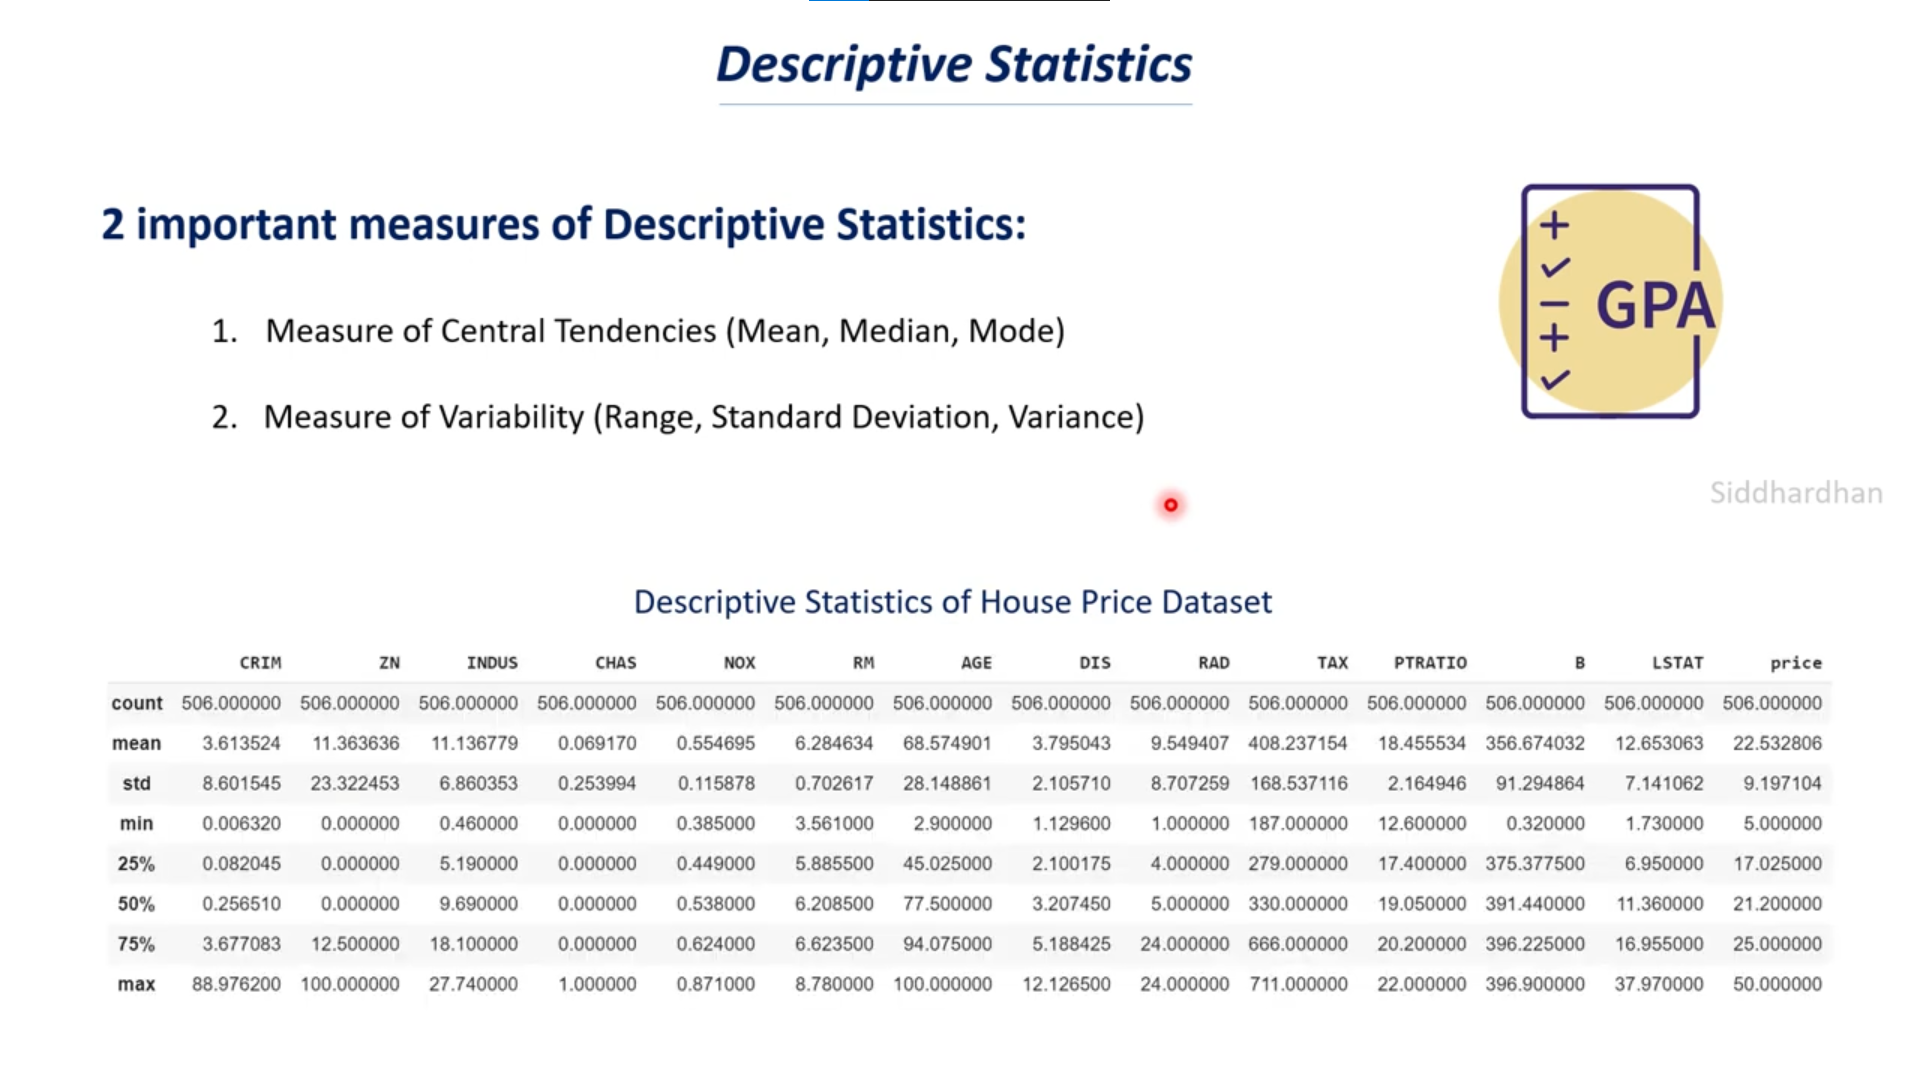 Descriptive Statistics
2 important measures of Descriptive Statistics:
1. Measure of Central Tendencies (Mean, Median, Mode)
2. Measure of Variability (Range, Standard Deviation, Variance)
GPA
Siddhardhan
Descriptive Statistics of House Price Dataset
CRIM ZN INDUS CHAS NOX RM AGE DIS RAD TAX PTRATIO B LSTAT price
count 506.000000 506.000000 506.000000 506.000000 506.000000 506.000000 506.000000 506.000000 506.000000 506.000000 506.000000 506.000000 506.000000 506.000000
mean 3.613524 11.363636 11.136779 0.069170 0.554695 6.284634 68.574901 3.795043 9.549407 408.237154 18.455534 356.674032 12.653063 22.532806
std 8.601545 23.322453 6.860353 0.253994 0.115878 0.702617 28.148861 2.105710 8.707259 168.537116 2.164946 91.294864 7.141062 9.197104
min 0.006320 0.000000 0.460000 0.000000 0.385000 3.561000 2.900000 1.129600 1.000000 187.000000 12.600000 0.320000 1.730000 5.000000
25% 0.082045 0.000000 5.190000 0.000000 0.449000 5.885500 45.025000 2.100175 4.000000 279.000000 17.400000 375.377500 6.950000 17.025000
50% 0.256510 0.000000 9.690000 0.000000 0.538000 6.208500 77.500000 3.207450 5.000000 330.000000 19.050000 391.440000 11.360000 21.200000
75% 3.677083 12.500000 18.100000 0.000000 0.624000 6.623500 94.075000 5.188425 24.000000 666.000000 20.200000 396.225000 16.955000 25.000000
max 88.976200 100.000000 27.740000 1.000000 0.871000 8.780000 100.000000 12.126500 24.000000 711.000000 22.000000 396.900000 37.970000 50.000000